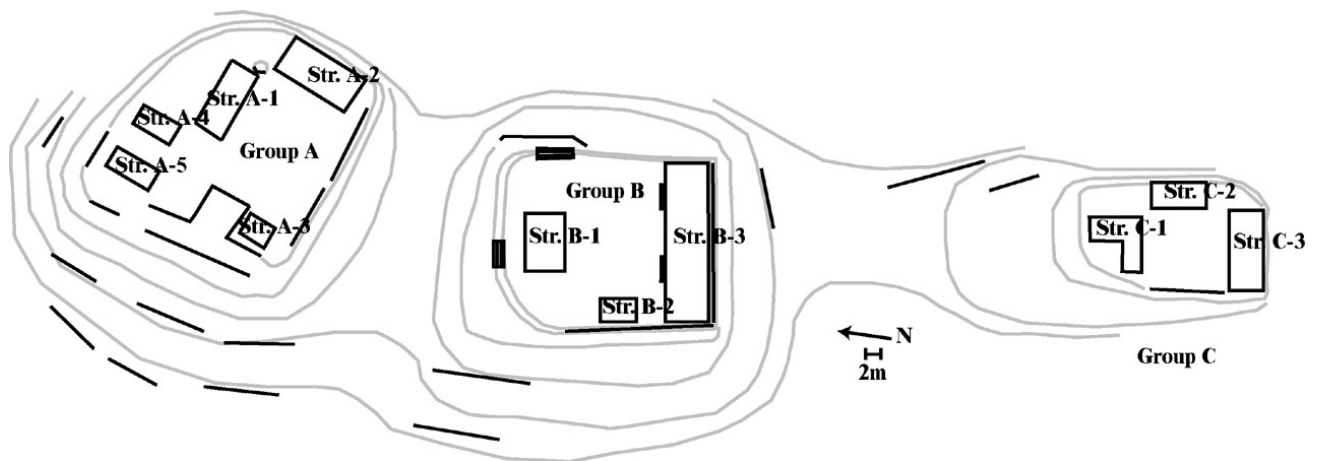 Str. A-2
Str. A-1
Str. A-4
Group A
Str. A-5
Str. A-3
Group B
Str. B-1
Str. B-3
Str. B-2
Str. C-2
Str. C-1
Str. C-3
N
2m
Group C